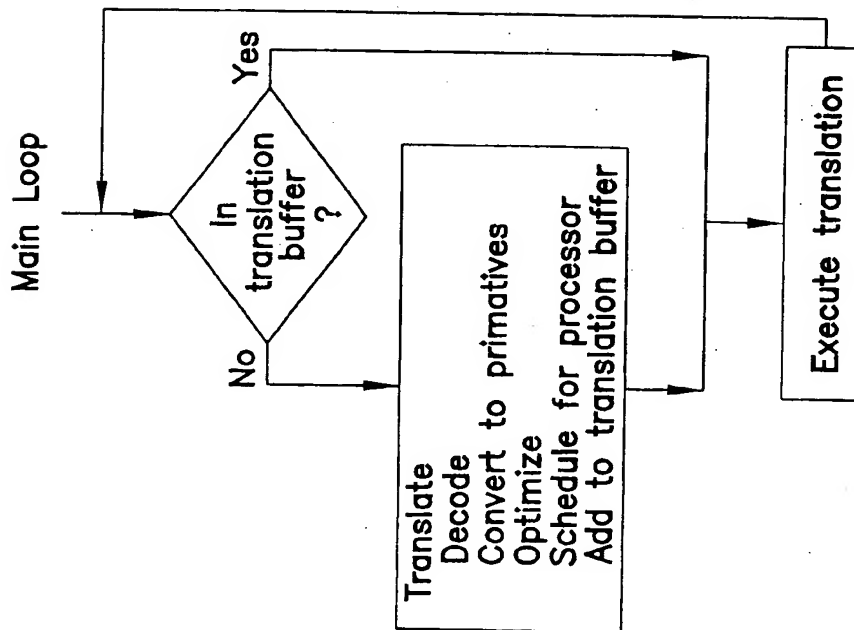 Main Loop
In
translation
buffer
?
Yes
No
Translate
Decode
Convert to primatives
Optimize
Schedule for processor
Add to translation buffer
Execute translation